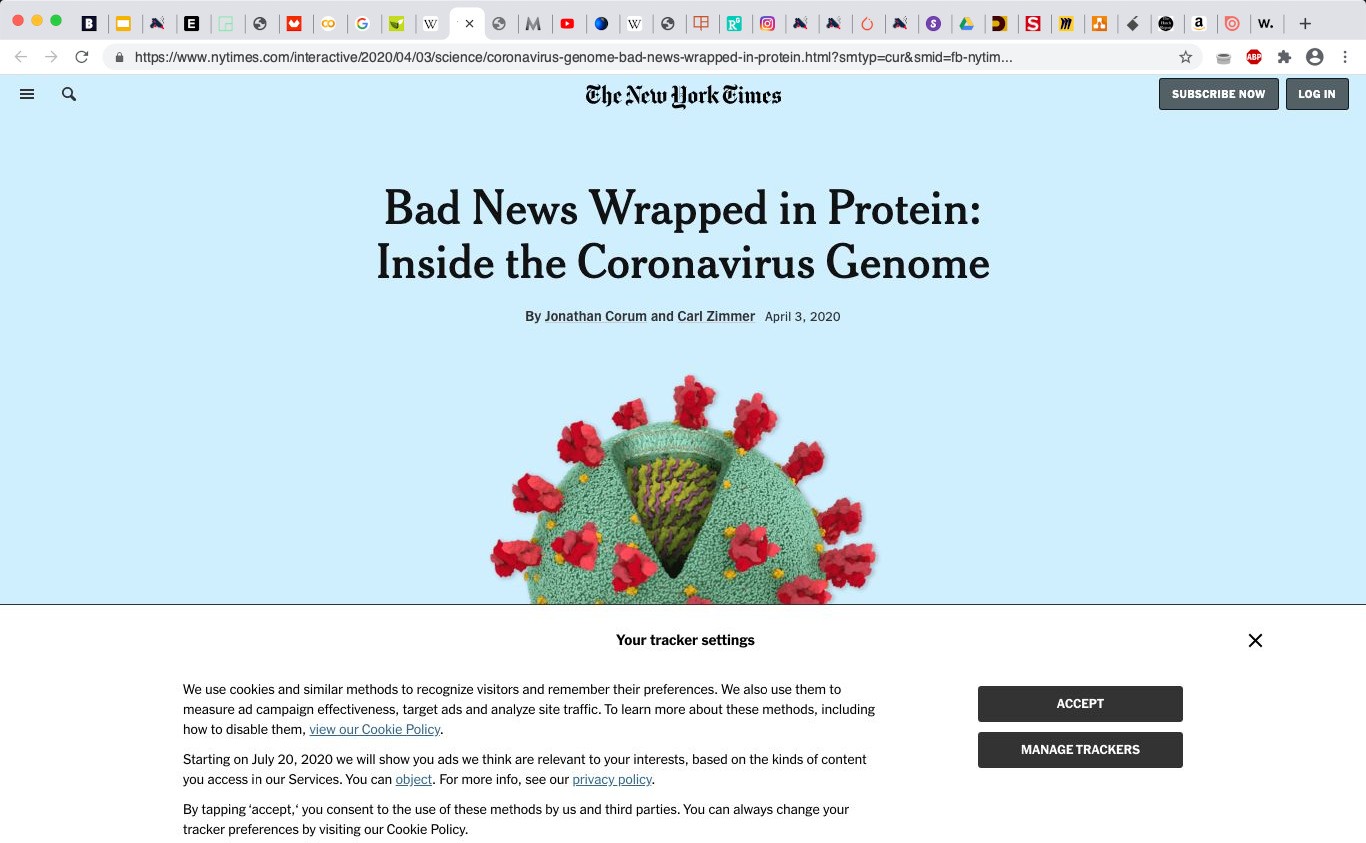 https://www.nytimes.com/interactive/2020/04/03/science/coronavirus-genome-bad-news-wrapped-in-protein.html?smtyp=cur&smid=fb-nytim...
The New York Times
SUBSCRIBE NOW
LOG IN
Bad News Wrapped in Protein:
Inside the Coronavirus Genome
By Jonathan Corum and Carl Zimmer April 3, 2020
Your tracker settings
We use cookies and similar methods to recognize visitors and remember their preferences. We also use them to
measure ad campaign effectiveness, target ads and analyze site traffic. To learn more about these methods, including
how to disable them, view our Cookie Policy.
Starting on July 20, 2020 we will show you ads we think are relevant to your interests, based on the kinds of content
you access in our Services. You can object. For more info, see our privacy policy.
By tapping ‘accept,‘ you consent to the use of these methods by us and third parties. You can always change your
tracker preferences by visiting our Cookie Policy.
ACCEPT
MANAGE TRACKERS